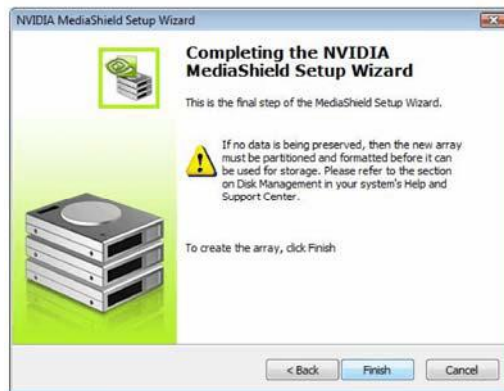 NVIDIA MediaShield Setup Wizard
Completing the NVIDIA
MediaShield Setup Wizard
This is the final step of the MediaShield Setup Wizard.
If no data is being preserved, then the new array
must be partitioned and formatted before it can
be used for storage. Please refer to the section
on Disk Management in your system's Help and
Support Center.
To create the array, click Finish
< Back
Finish
Cancel